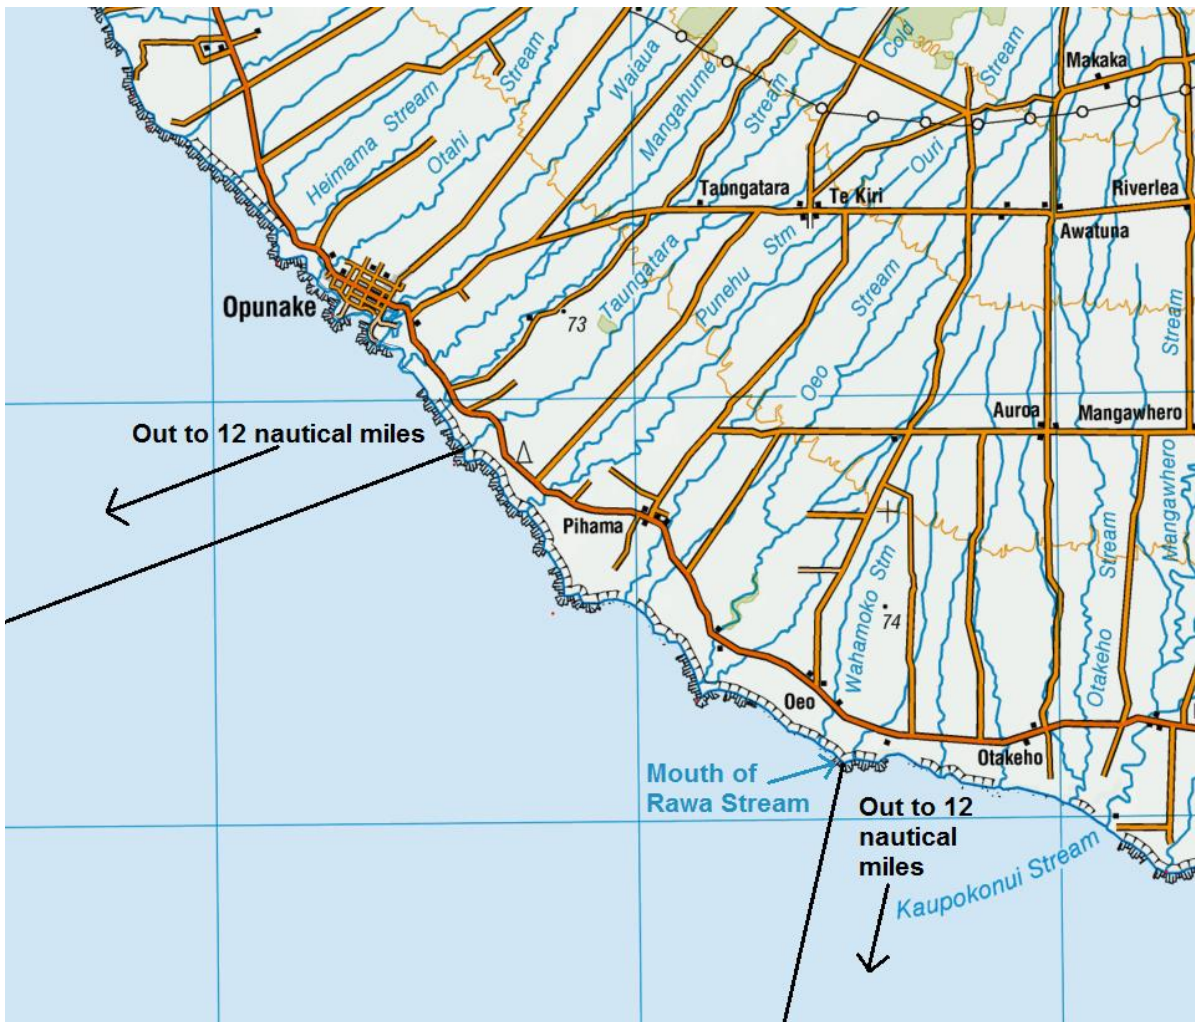 Makaka
Cold
300
Stream
Stream
Waiaua
Mangahume
Stream
Heimama Stream
Otahi
Ouri
Taungatara
Te Kiri
Riverlea
Awatuna
Opunake
73
Taungatara
Punehu Stm
Stream
Oeo
Stream
Auroa
Mangawhero
Out to 12 nautical miles
Pihama
Wahamoko Stm
74
Otakeho Stream
Mangawhero
Oeo
Otakeho
Mouth of
Rawa Stream
Out to 12
nautical
miles
Kaupokonui Stream